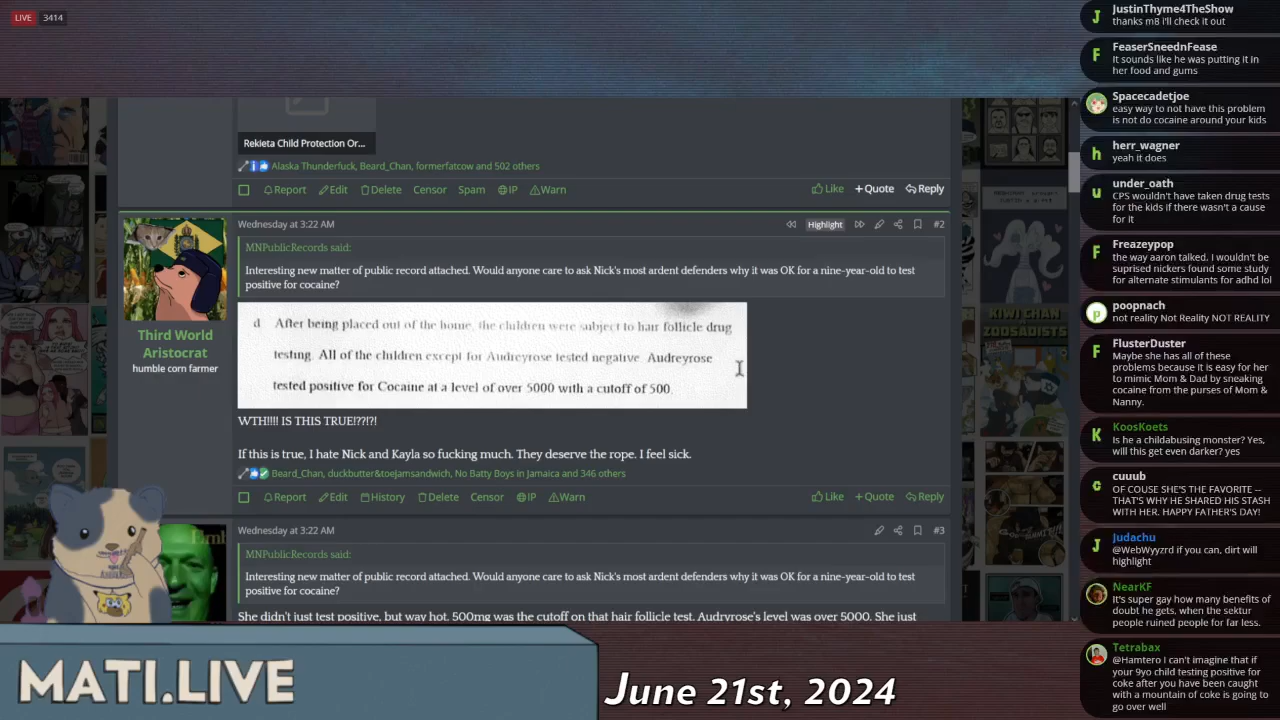 LIVE 3414
Rekieta Child Protection Or...
Alaska Thunderfuck, Beard_Chan, formerfatcow and 502 others
Report Edit Delete Censor Spam IP Warn
Like +Quote Reply
Wednesday at 3:22 AM
Highlight
#2
MNPublicRecords said:
Interesting new matter of public record attached. Would anyone care to ask Nick's most ardent defenders why it was OK for a nine-year-old to test
positive for cocaine?
Third World
Aristocrat
humble corn farmer
d. After being placed out of the home, the children were subject to hair follicle drug
testing. All of the children except for Audreyrose tested negative. Audreyrose
tested positive for Cocaine at a level of over 5000 with a cutoff of 500.
WTH!!!! IS THIS TRUE!??!?!
If this is true, I hate Nick and Kayla so fucking much. They deserve the rope. I feel sick.
Beard_Chan, duckbutter&toeJamsandwich, No Batty Boys in Jamaica and 346 others
Report Edit History Delete Censor IP Warn
Like +Quote Reply
Wednesday at 3:22 AM
#3
MNPublicRecords said:
Interesting new matter of public record attached. Would anyone care to ask Nick's most ardent defenders why it was OK for a nine-year-old to test
positive for cocaine?
She didn't just test positive, but way hot. 500mg was the cutoff on that hair follicle test. Audryrose's level was over 5000. She just
KIWI CHAN
ZOOSADISTS
MATI.LIVE
June 21st, 2024
J
JustinThyme4TheShow
thanks m8 i'll check it out
F
FeaserSneednFease
It sounds like he was putting it in
her food and gums
Spacecadetjoe
easy way to not have this problem
is not do cocaine around your kids
h
herr_wagner
yeah it does
u
under_oath
CPS wouldn't have taken drug tests
for the kids if there wasn't a cause
for it
F
Freazeypop
the way aaron talked. I wouldn't be
suprised nickers found some study
for alternate stimulants for adhd lol
p
poopnach
not reality Not Reality NOT REALITY
F
FlusterDuster
Maybe she has all of these
problems because it is easy for her
to mimic Mom & Dad by sneaking
cocaine from the purses of Mom &
Nanny.
K
KoosKoets
Is he a childabusing monster? Yes,
will this get even darker? yes
c
cuuub
OF COUSE SHE'S THE FAVORITE --
THAT'S WHY HE SHARED HIS STASH
WITH HER. HAPPY FATHER'S DAY!
J
Judachu
@WebWyyzrd if you can, dirt will
highlight
NearKF
It's super gay how many benefits of
doubt he gets, when the sektur
people ruined people for far less.
Tetrabax
@Hamtero I can't imagine that if
your 9yo child testing positive for
coke after you have been caught
with a mountain of coke is going to
go over well